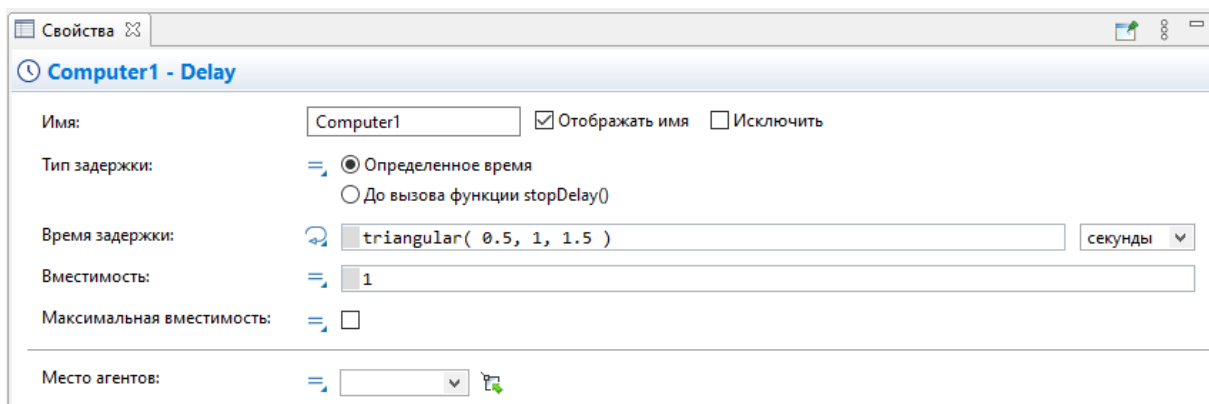 Свойства
Computer1 - Delay
Имя: Computer1 Отображать имя Исключить
Тип задержки: Определенное время
До вызова функции stopDelay()
Время задержки: triangular( 0.5, 1, 1.5 ) секунды
Вместимость: 1
Максимальная вместимость:
Место агентов: